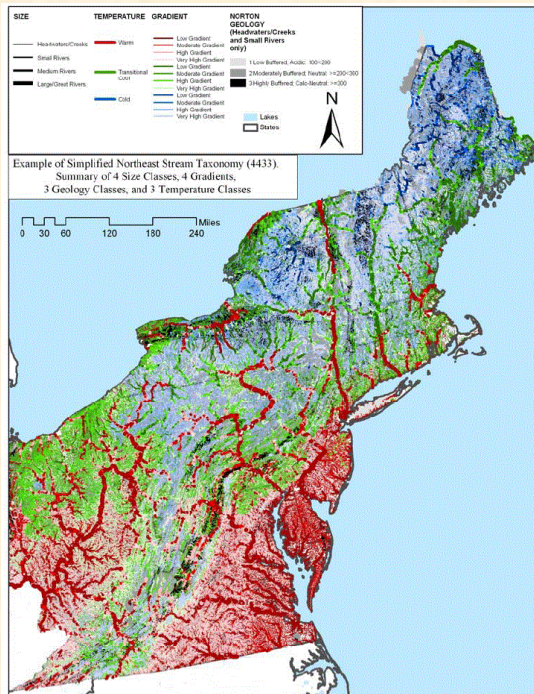 SIZE
Headwaters/Creeks
Small Rivers
Medium Rivers
Large/Great Rivers
TEMPERATURE
Warm
Transitional
Cool
Cold
GRADIENT
Low Gradient
Moderate Gradient
High Gradient
Very High Gradient
Low Gradient
Moderate Gradient
High Gradient
Very High Gradient
Low Gradient
Moderate Gradient
High Gradient
Very High Gradient
NORTON
GEOLOGY
(Headwaters/Creeks
and Small Rivers
only)
1 Low Buffered; Acidic: 100<200
2 Moderately Buffered; Neutral: >=200<300
3 Highly Buffered; Calc-Neutral: >=300
N
Lakes
States
Example of Simplified Northeast Stream Taxonomy (4433).
Summary of 4 Size Classes, 4 Gradients,
3 Geology Classes, and 3 Temperature Classes
Miles
0 30 60 120 180 240